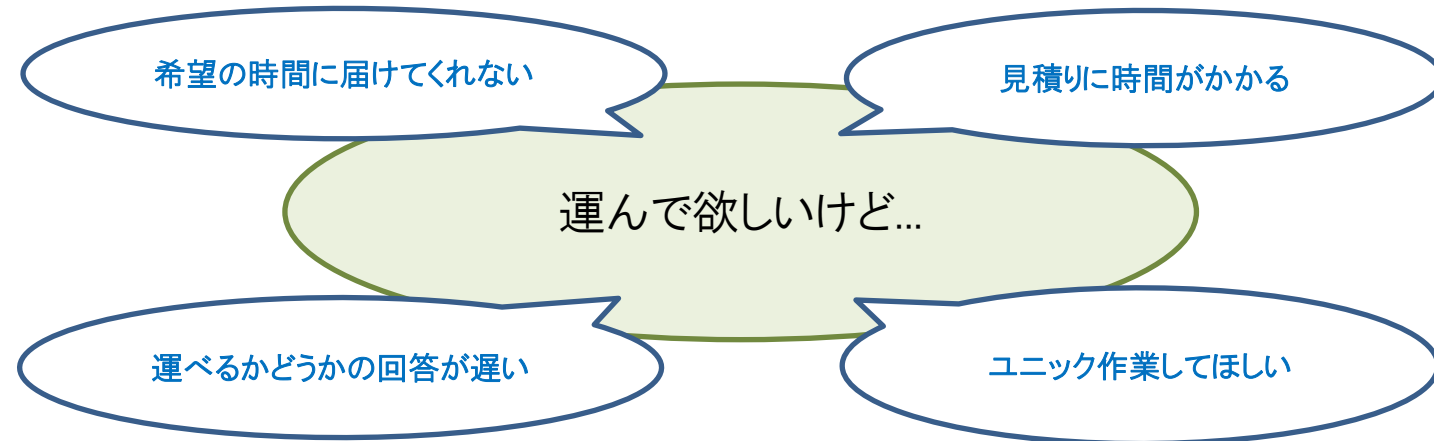 希望の時間に届けてくれない
見積りに時間がかかる
運んで欲しいけど...
運べるかどうかの回答が遅い
ユニック作業してほしい